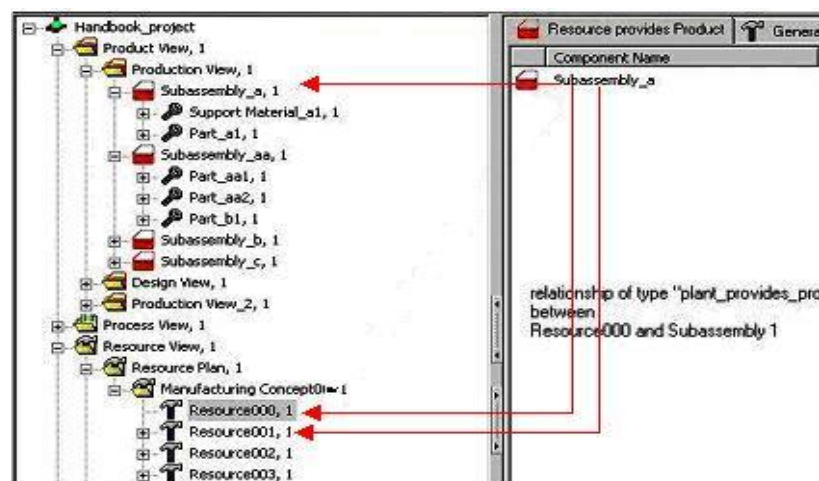 Handbook_project
Product View, 1
Production View, 1
Subassembly_a, 1
Support Material_a1, 1
Part_a1, 1
Subassembly_aa, 1
Part_aa1, 1
Part_aa2, 1
Part_b1, 1
Subassembly_b, 1
Subassembly_c, 1
Design View, 1
Production View_2, 1
Process View, 1
Resource View, 1
Resource Plan, 1
Manufacturing Concept
Resource000, 1
Resource001, 1
Resource002, 1
Resource003, 1
Resource provides Product
Genera
Component Name
Subassembly_a
relationship of type "plant_provides_pro
between
Resource000 and Subassembly 1